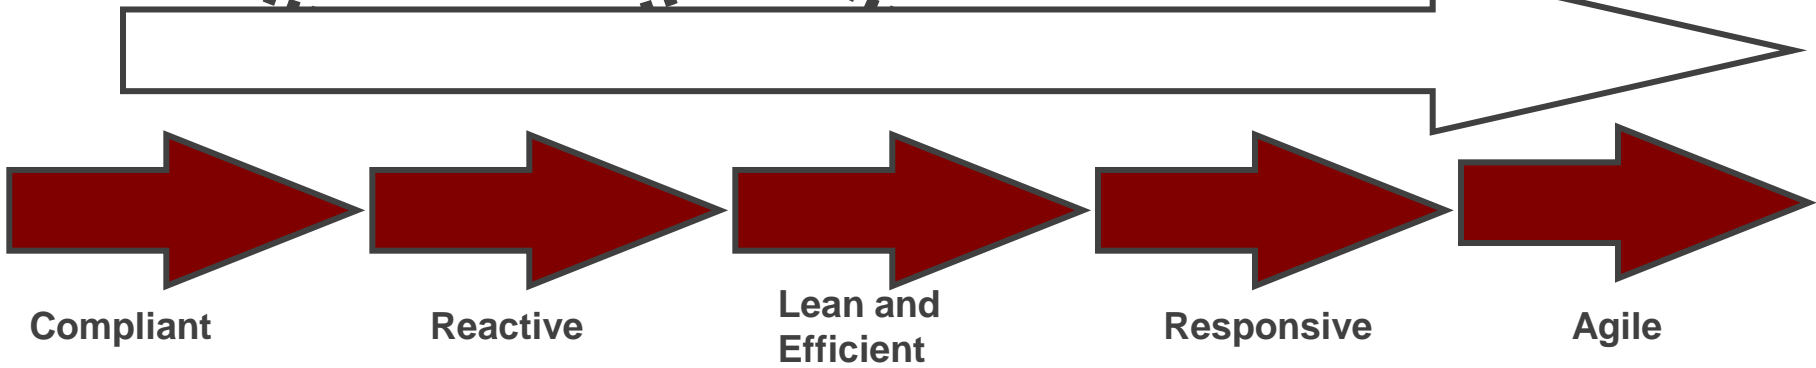 Compliant
Reactive
Lean and
Efficient
Responsive
Agile